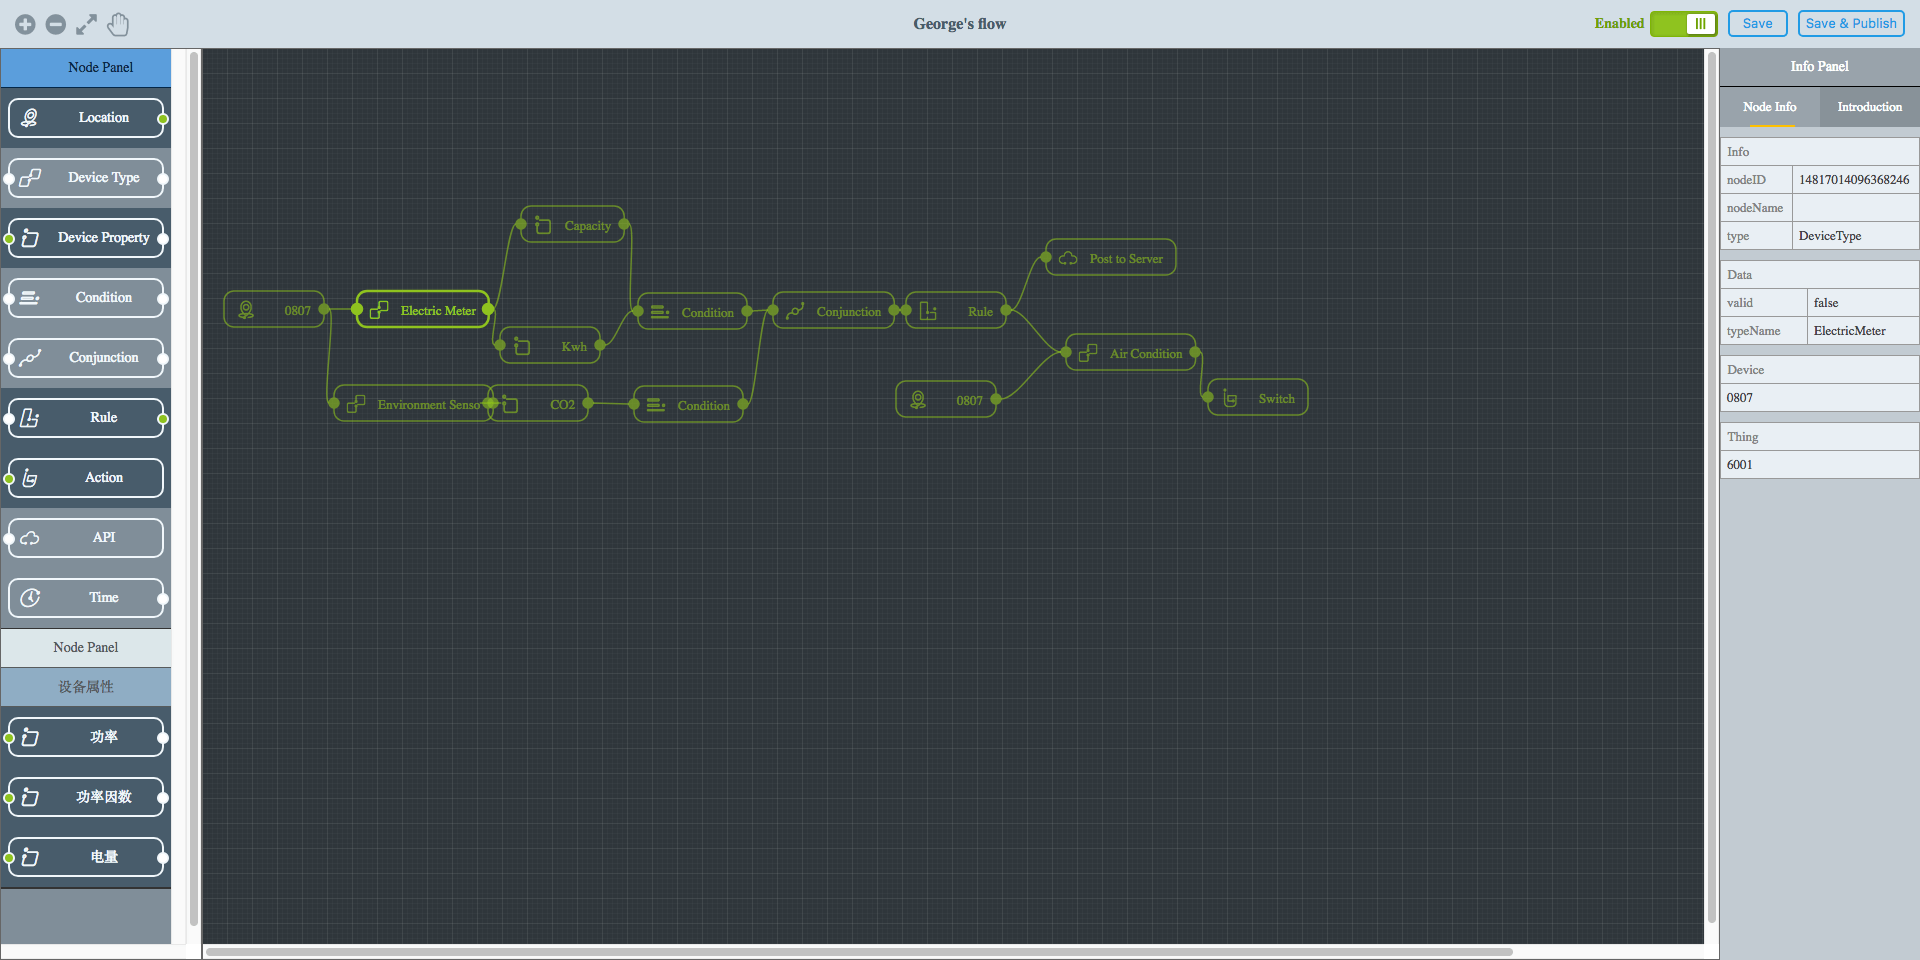 George's flow
Enabled
Save
Save & Publish
Node Panel
Location
Device Type
Device Property
Condition
Conjunction
Rule
Action
API
Time
Node Panel
设备属性
功率
功率因数
电量
Capacity
0807
Electric Meter
Kwh
Environment Senso
CO2
Condition
Condition
Conjunction
Rule
Post to Server
Air Condition
0807
Switch
Info Panel
Node Info
Introduction
Info
nodeID 14817014096368246
nodeName
type DeviceType
Data
valid false
typeName ElectricMeter
Device
0807
Thing
6001